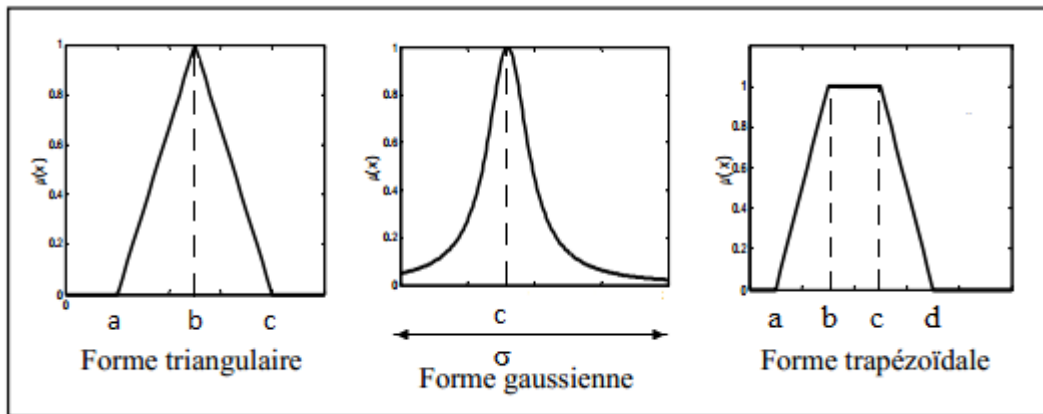 μ(x)
1
0.8
0.6
0.4
0.2
0
0
a b c
Forme triangulaire
μ(x)
1
0.8
0.6
0.4
0.2
0
c
σ
Forme gaussienne
μ(x)
1
0.8
0.6
0.4
0.2
0
a b c d
Forme trapézoïdale